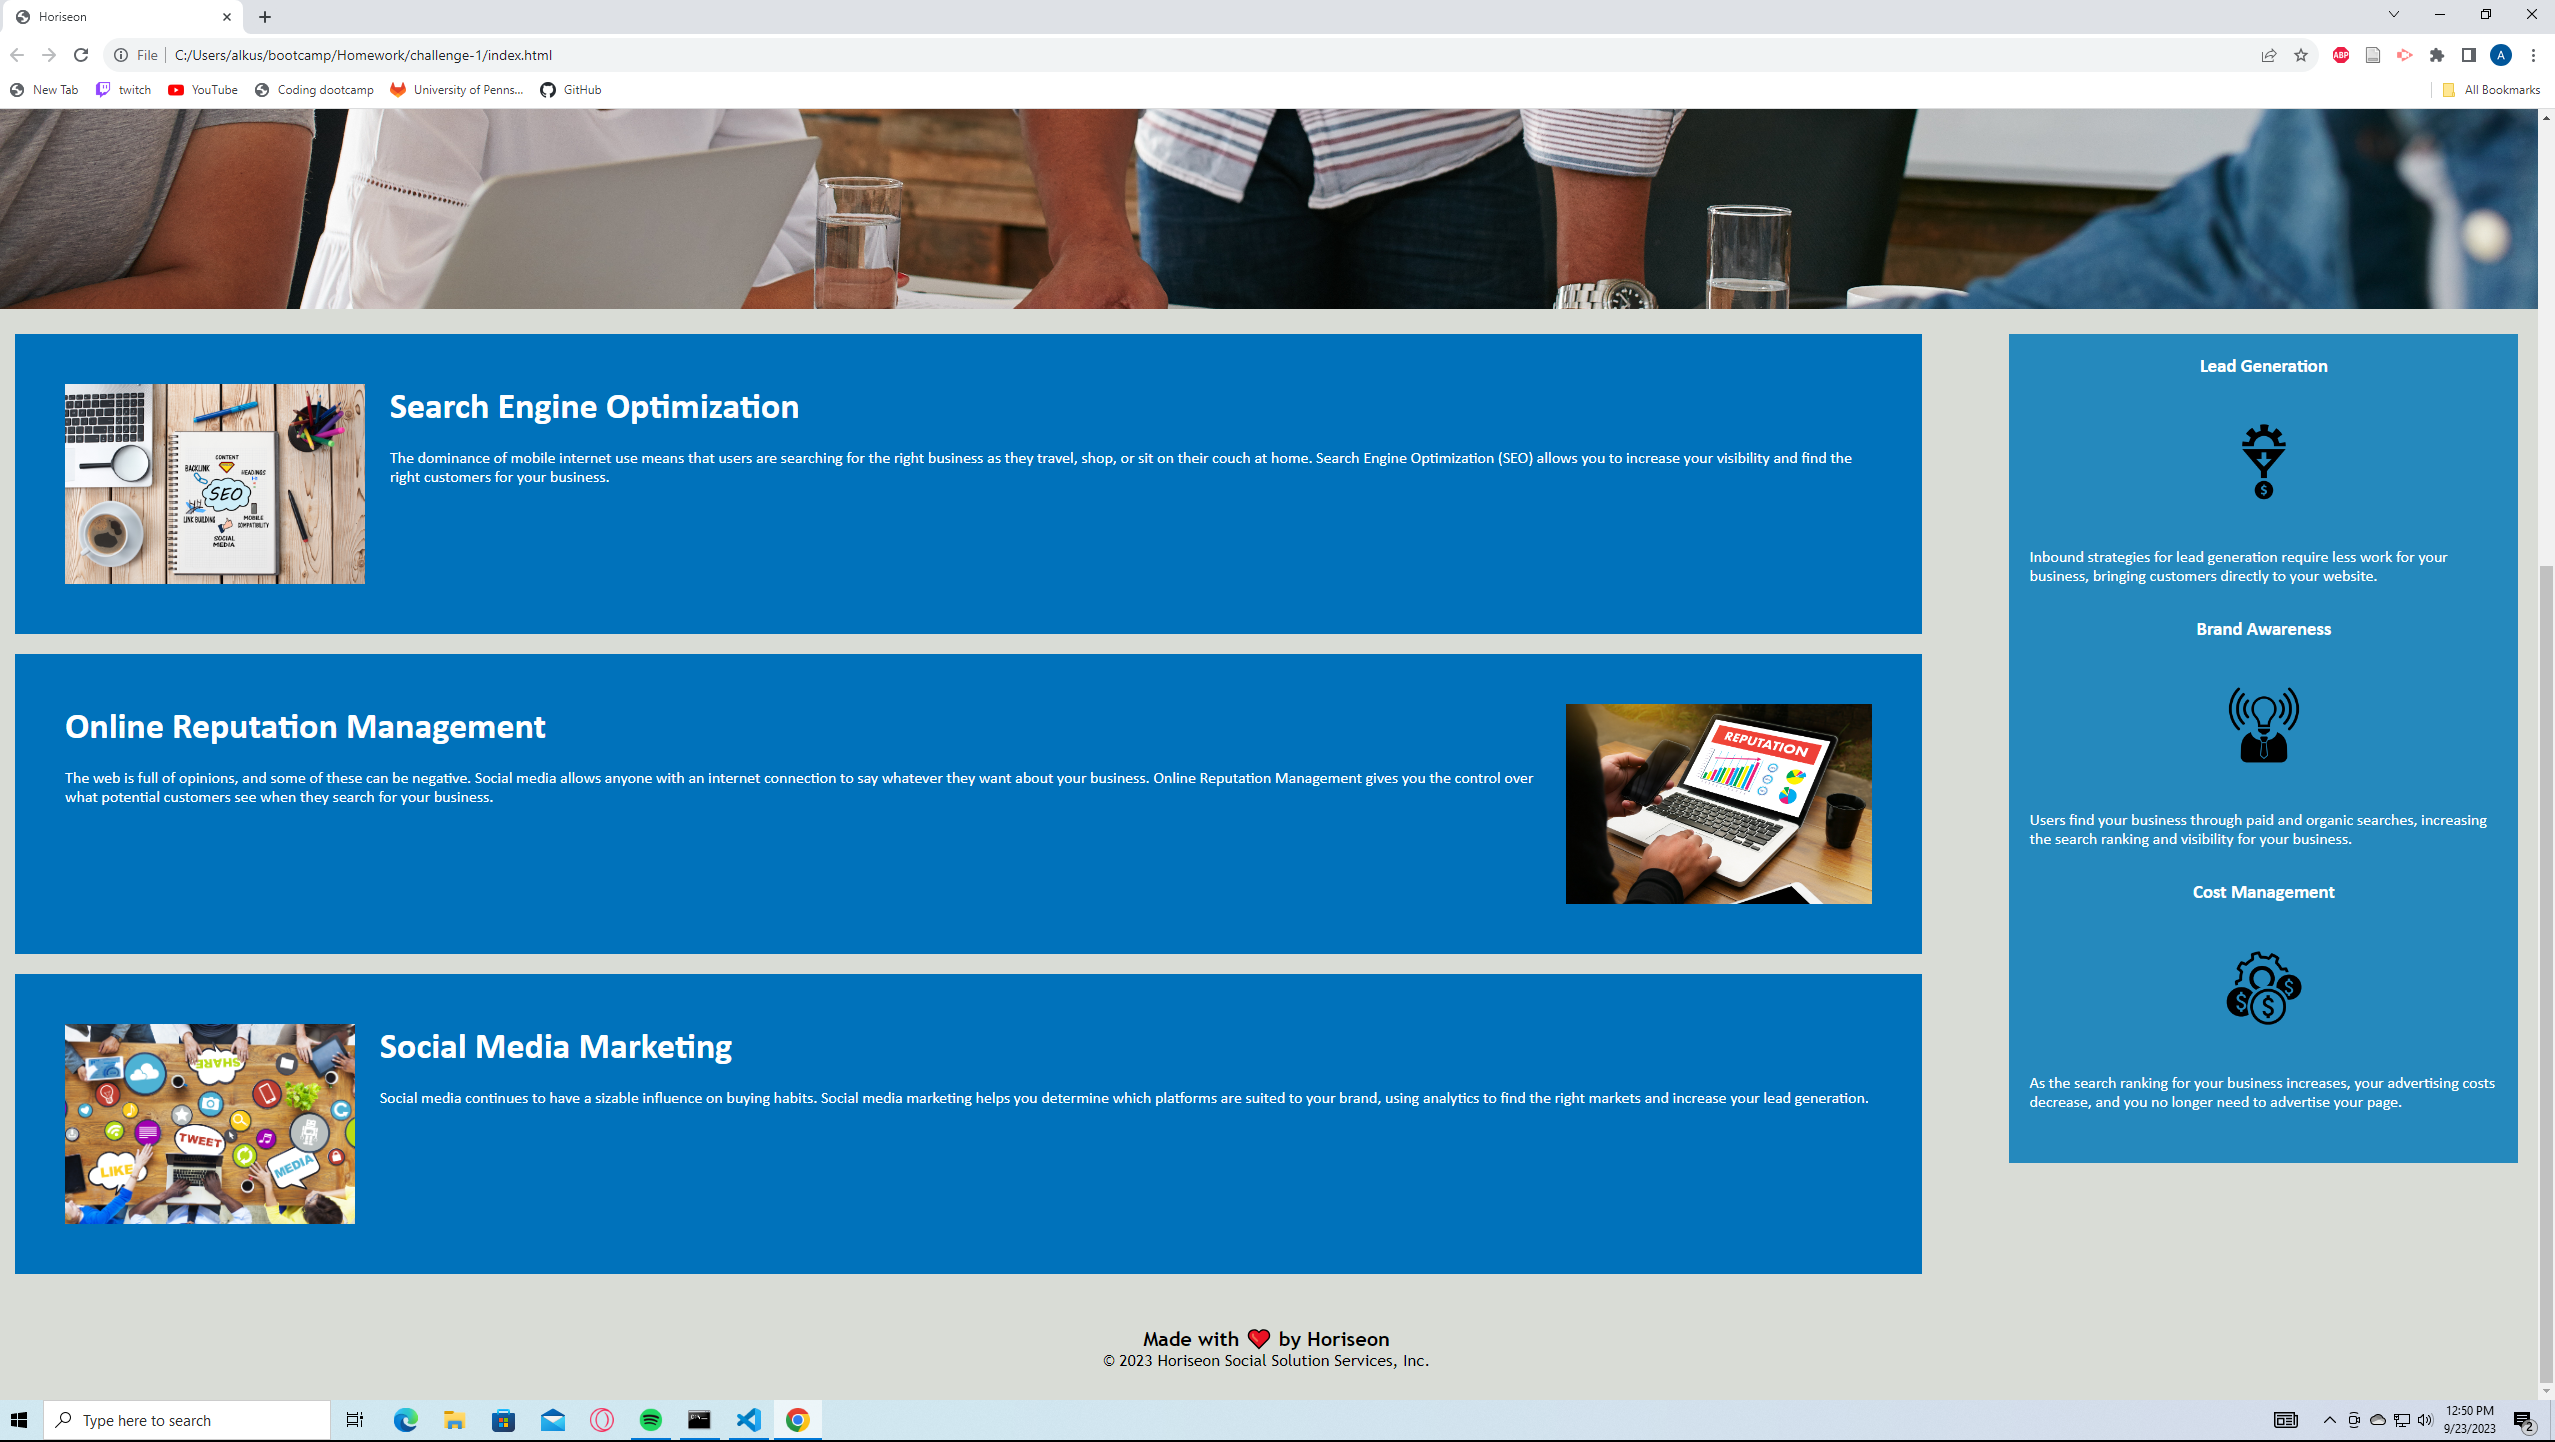 Horiseon
File
C:/Users/alkus/bootcamp/Homework/challenge-1/index.html
ABP
A
New Tab
twitch
YouTube
Coding dootcamp
University of Penns...
GitHub
All Bookmarks
CONTENT
BACKLINK
HEADINGS
SEO
LINK BUILDING
MOBILE COMPATIBILITY
SOCIAL
MEDIA
Search Engine Optimization
The dominance of mobile internet use means that users are searching for the right business as they travel, shop, or sit on their couch at home. Search Engine Optimization (SEO) allows you to increase your visibility and find the
right customers for your business.
Online Reputation Management
The web is full of opinions, and some of these can be negative. Social media allows anyone with an internet connection to say whatever they want about your business. Online Reputation Management gives you the control over
what potential customers see when they search for your business.
REPUTATION
SHARE
TWEET
LIKE
MEDIA
Social Media Marketing
Social media continues to have a sizable influence on buying habits. Social media marketing helps you determine which platforms are suited to your brand, using analytics to find the right markets and increase your lead generation.
Lead Generation
$
Inbound strategies for lead generation require less work for your
business, bringing customers directly to your website.
Brand Awareness
Users find your business through paid and organic searches, increasing
the search ranking and visibility for your business.
Cost Management
$ $ $
As the search ranking for your business increases, your advertising costs
decrease, and you no longer need to advertise your page.
Made with ❤ by Horiseon
© 2023 Horiseon Social Solution Services, Inc.
Type here to search
12:50 PM
9/23/2023
2